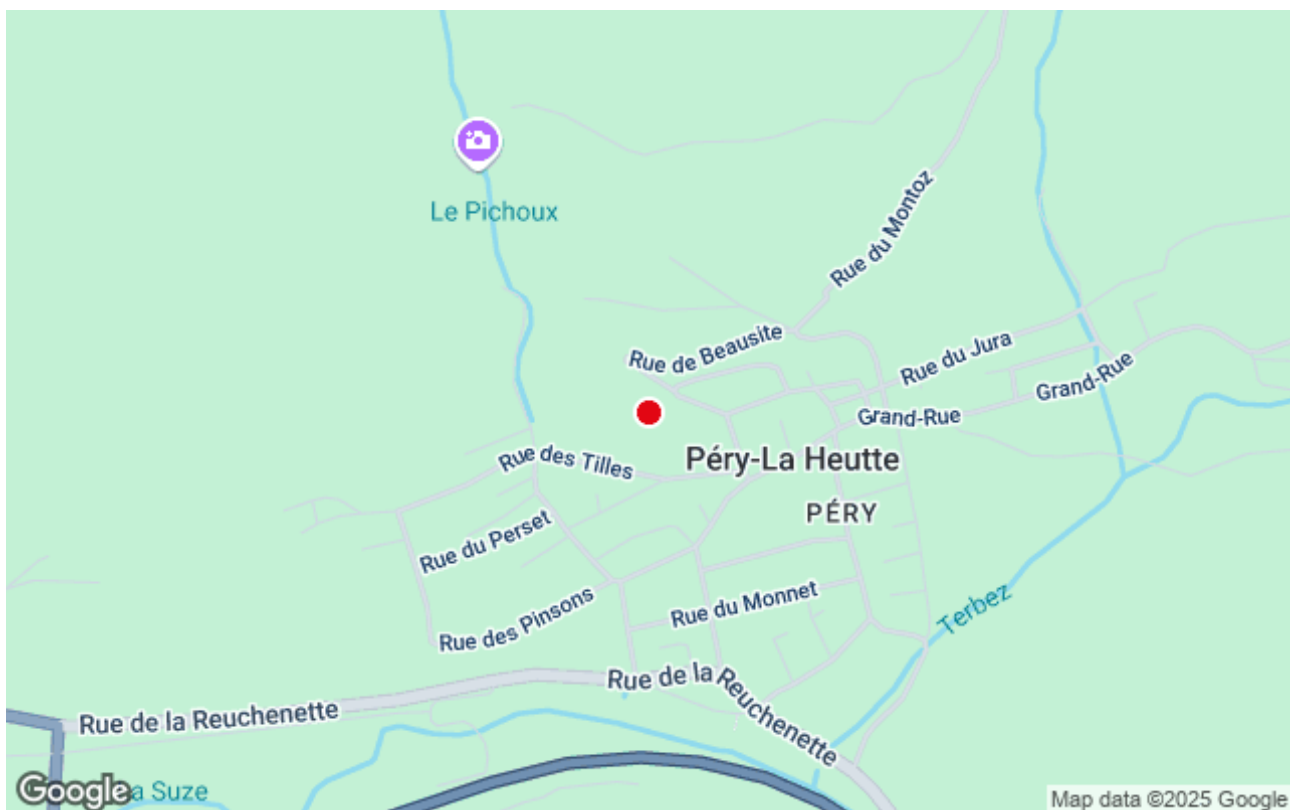 Le Pichoux
Rue du Montoz
Rue de Beausite
Rue du Jura
Grand-Rue
Grand-Rue
Rue des Tilles
Péry-La Heutte
PÉRY
Rue du Perset
Rue du Monnet
Rue des Pinsons
Terbez
Rue de la Reuchenette
Rue de la Reuchenette
Google
a Suze
Map data ©2025 Google